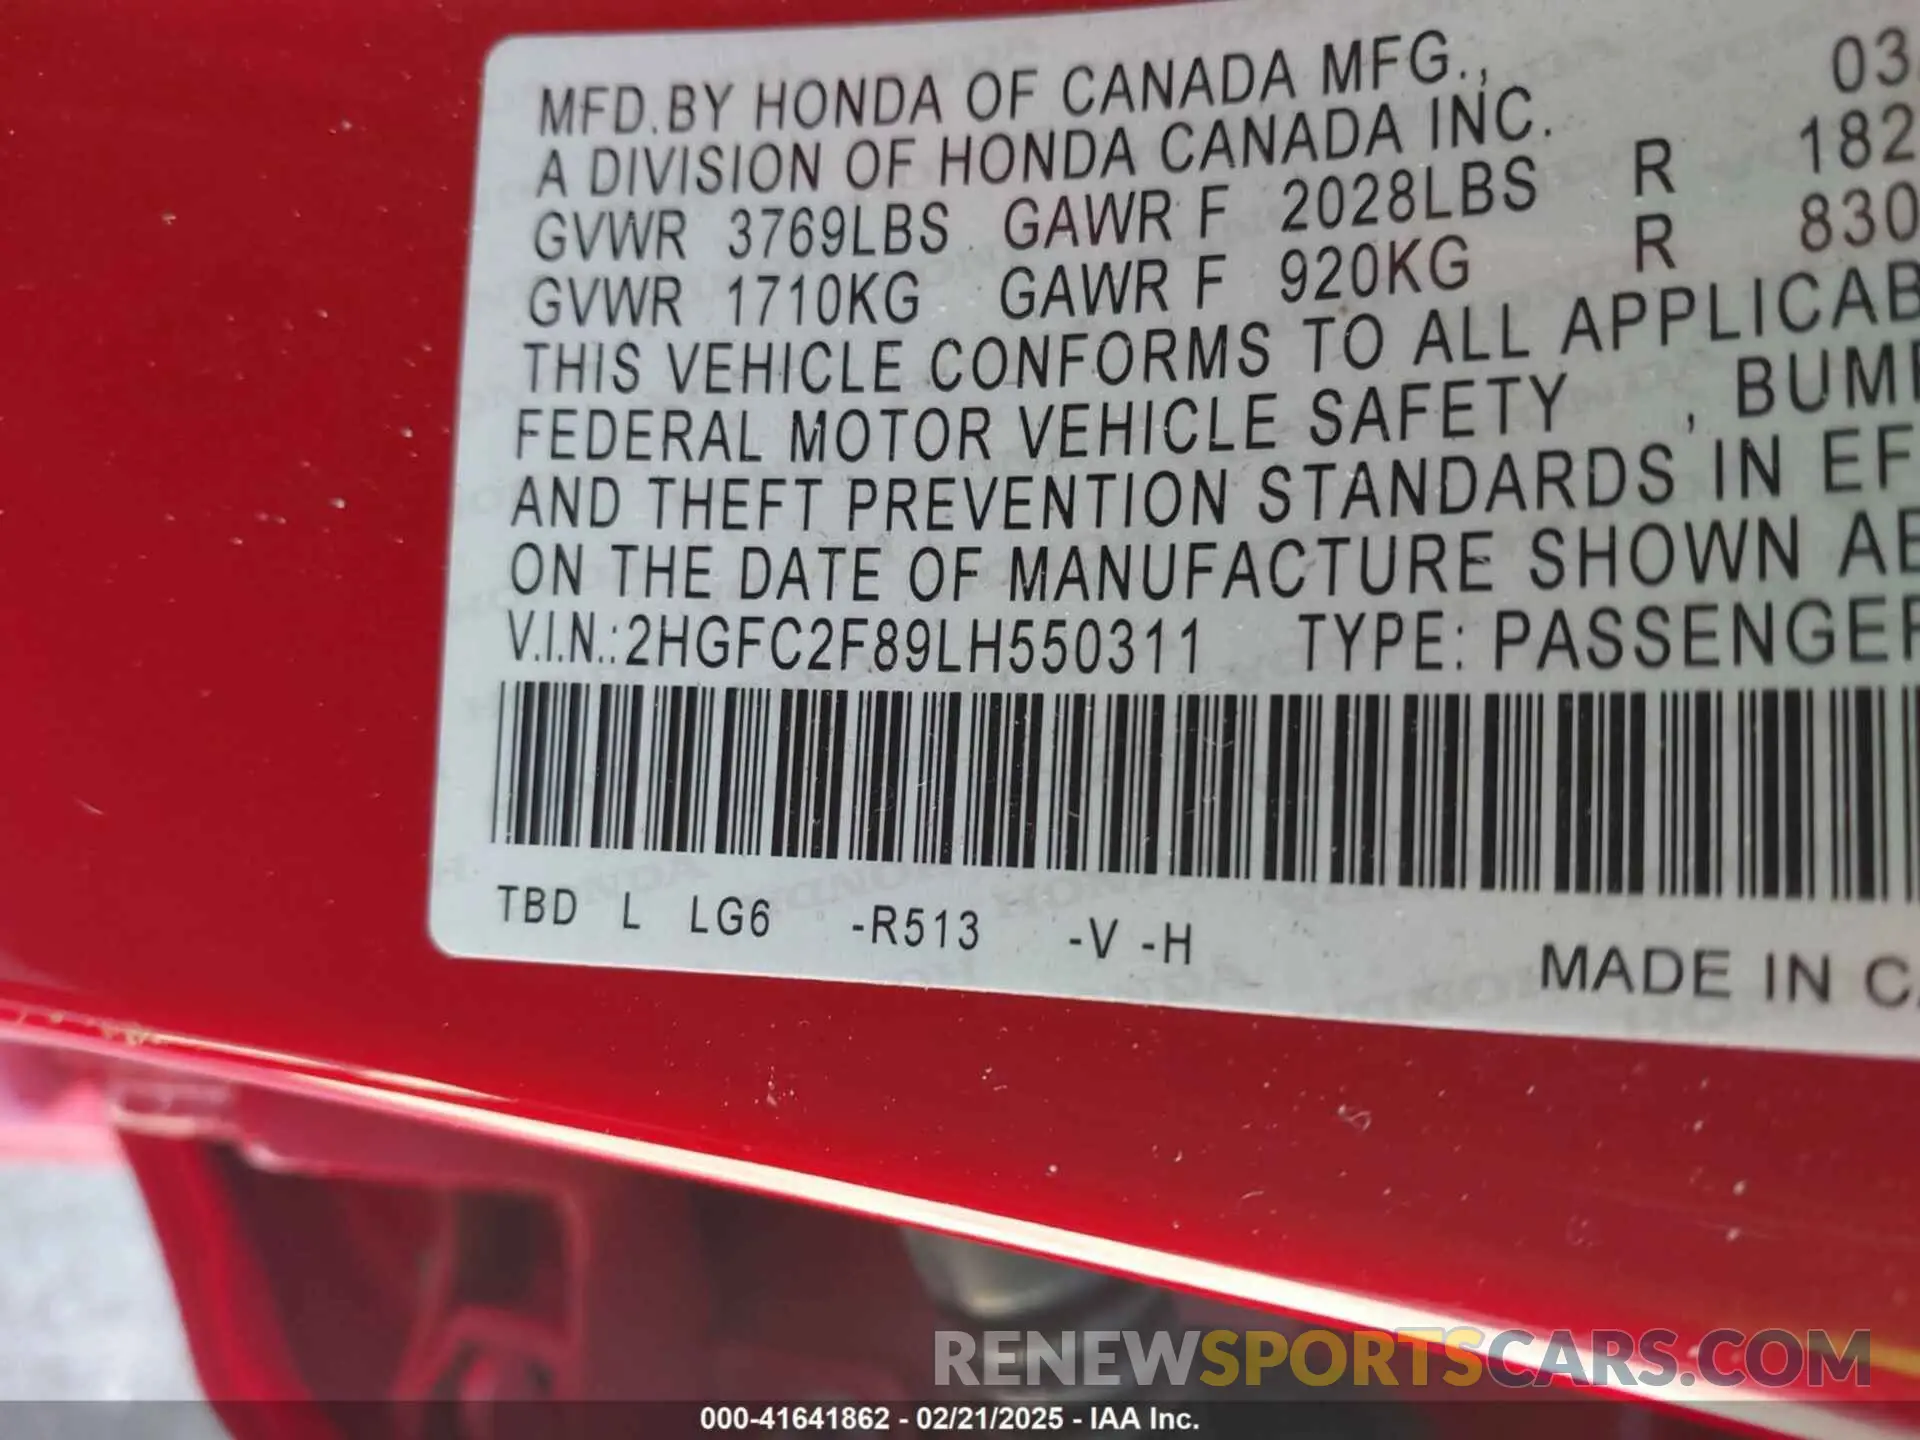 MFD.BY HONDA OF CANADA MFG., 03
A DIVISION OF HONDA CANADA INC.
GVWR 3769LBS GAWR F 2028LBS R 182
GVWR 1710KG GAWR F 920KG R 830
THIS VEHICLE CONFORMS TO ALL APPLICAB
FEDERAL MOTOR VEHICLE SAFETY , BUM
AND THEFT PREVENTION STANDARDS IN EF
ON THE DATE OF MANUFACTURE SHOWN AB
V.I.N.:2HGFC2F89LH550311 TYPE: PASSENGER
TBD L LG6 -R513 -V -H
MADE IN C
RENEWSPORTSCARS.COM
000-41641862 - 02/21/2025 - IAA Inc.